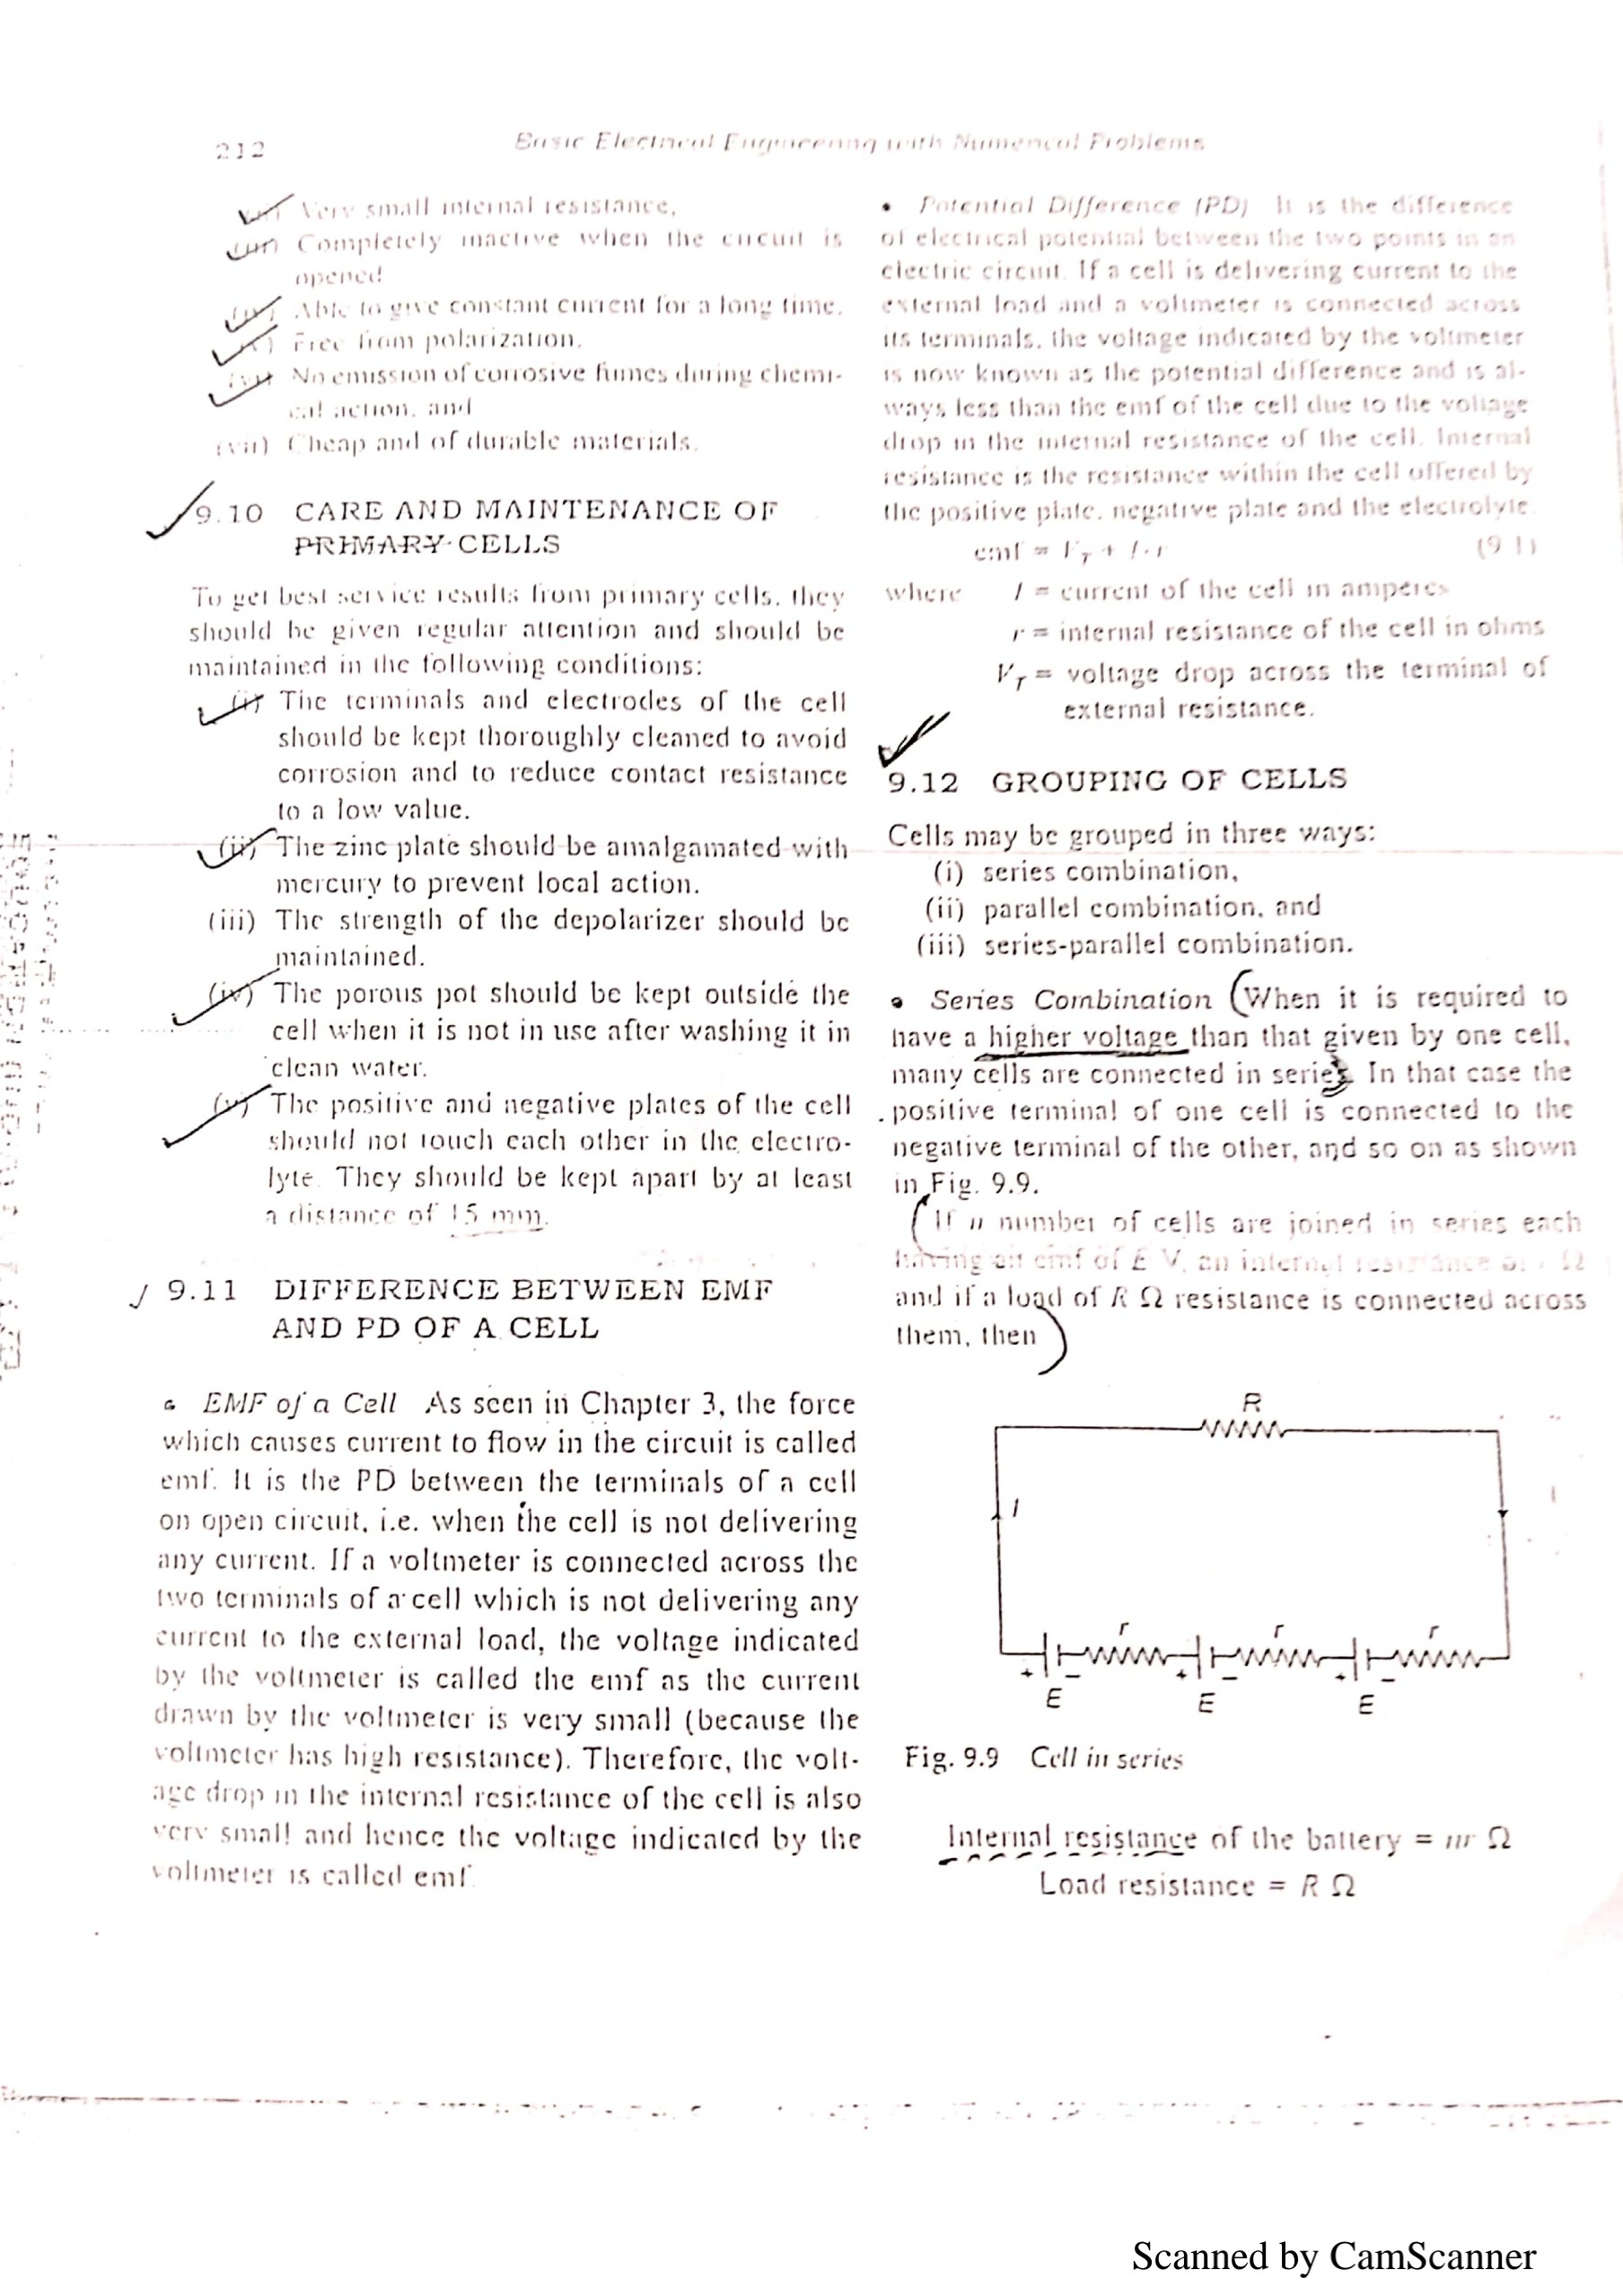 212
Basic Electrical Engineering with Numerical Problems
Very small internal resistance,
(iii) Completely inactive when the circuit is
opened
(iv) Able to give constant current for a long time,
(v) Free from polarization,
(vi) No emission of corrosive fumes during chemi-
cal action, and
(vii) Cheap and of durable materials.
9.10 CARE AND MAINTENANCE OF
PRIMARY CELLS
To get best service results from primary cells, they
should be given regular attention and should be
maintained in the following conditions:
(i) The terminals and electrodes of the cell
should be kept thoroughly cleaned to avoid
corrosion and to reduce contact resistance
to a low value.
(ii) The zinc plate should be amalgamated with
mercury to prevent local action.
(iii) The strength of the depolarizer should be
maintained.
(iv) The porous pot should be kept outside the
cell when it is not in use after washing it in
clean water.
(v) The positive and negative plates of the cell
should not touch each other in the electro-
lyte. They should be kept apart by at least
a distance of 15 mm.
9.11 DIFFERENCE BETWEEN EMF
AND PD OF A CELL
• EMF of a Cell As seen in Chapter 3, the force
which causes current to flow in the circuit is called
emf. It is the PD between the terminals of a cell
on open circuit, i.e. when the cell is not delivering
any current. If a voltmeter is connected across the
two terminals of a cell which is not delivering any
current to the external load, the voltage indicated
by the voltmeter is called the emf as the current
drawn by the voltmeter is very small (because the
voltmeter has high resistance). Therefore, the volt-
age drop in the internal resistance of the cell is also
very small and hence the voltage indicated by the
voltmeter is called emf.
• Potential Difference (PD) It is the difference
of electrical potential between the two points in an
electric circuit. If a cell is delivering current to the
external load and a voltmeter is connected across
its terminals, the voltage indicated by the voltmeter
is now known as the potential difference and is al-
ways less than the emf of the cell due to the voltage
drop in the internal resistance of the cell. Internal
resistance is the resistance within the cell offered by
the positive plate, negative plate and the electrolyte.
emf = V_T + I · r (9.1)
where I = current of the cell in amperes
r = internal resistance of the cell in ohms
V_T = voltage drop across the terminal of
external resistance.
9.12 GROUPING OF CELLS
Cells may be grouped in three ways:
(i) series combination,
(ii) parallel combination, and
(iii) series-parallel combination.
• Series Combination (When it is required to
have a higher voltage than that given by one cell,
many cells are connected in series). In that case the
positive terminal of one cell is connected to the
negative terminal of the other, and so on as shown
in Fig. 9.9.
(If n number of cells are joined in series each
having an emf of E V, an internal resistance of r Ω
and if a load of R Ω resistance is connected across
them, then)
R
I
r r r
+ − + − + −
E E E
Fig. 9.9 Cell in series
Internal resistance of the battery = nr Ω
Load resistance = R Ω
Scanned by CamScanner